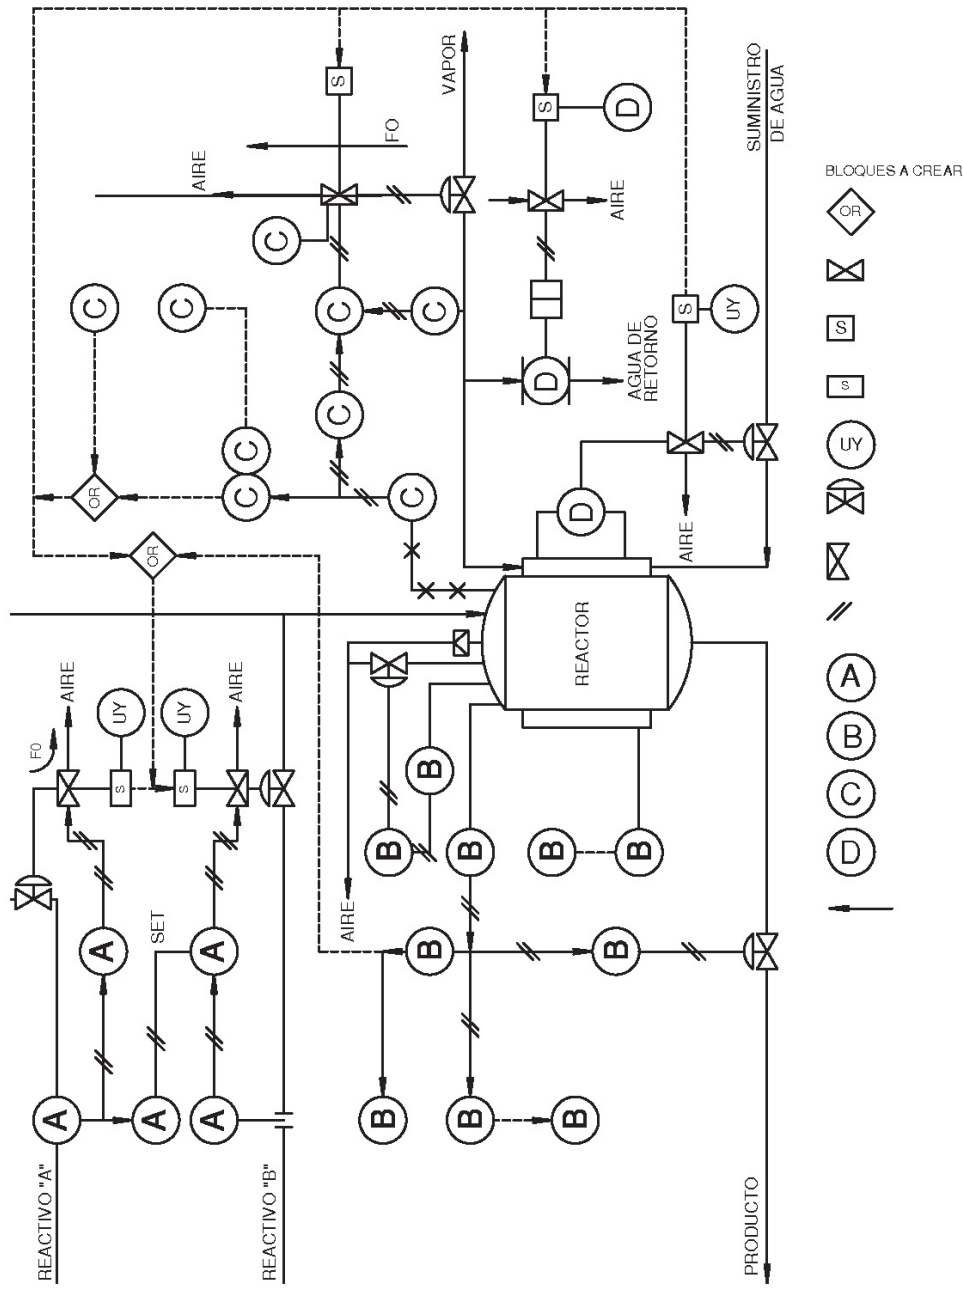 REACTIVO "A"
A
A
A
SET
A
A
REACTIVO "B"
FO
AIRE
S
UY
S
UY
AIRE
OR
OR
C
C
C
C
C
C
C
C
C
AIRE
FO
S
VAPOR
S
D
AIRE
D
AGUA DE
RETORNO
S
UY
SUMINISTRO
DE AGUA
D
AIRE
REACTOR
AIRE
B
B
B
B
B
B
B
B
B
B
PRODUCTO
BLOQUES A CREAR
OR
S
S
UY
A
B
C
D